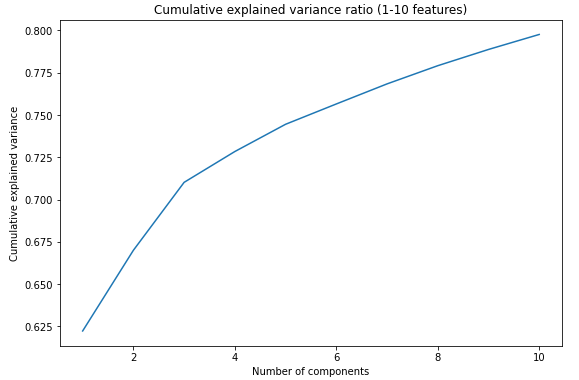 Cumulative explained variance ratio (1-10 features)
0.800
0.775
0.750
0.725
0.700
0.675
0.650
0.625
Cumulative explained variance
2 4 6 8 10
Number of components